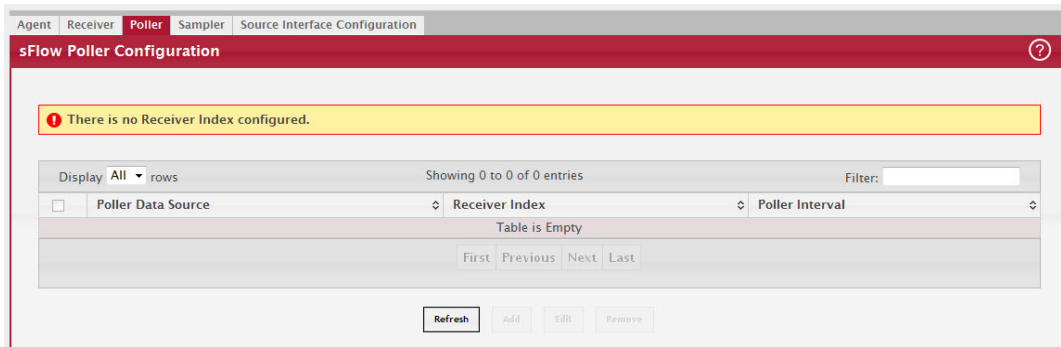 Agent Receiver Poller Sampler Source Interface Configuration
sFlow Poller Configuration
There is no Receiver Index configured.
Display All rows Showing 0 to 0 of 0 entries Filter:
Poller Data Source Receiver Index Poller Interval
Table is Empty
First Previous Next Last
Refresh Add Edit Remove